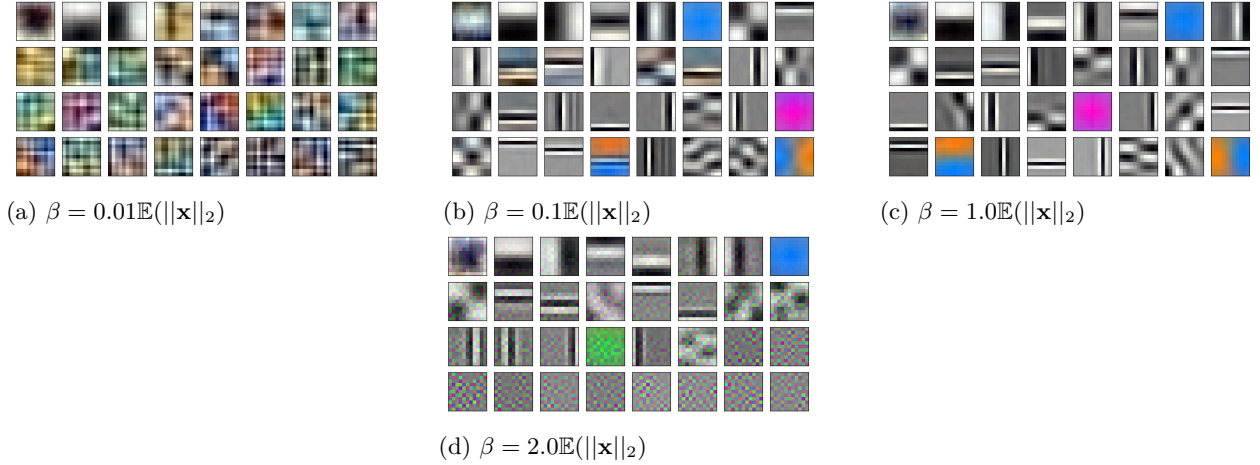 (a) β = 0.01𝔼(||𝐱||₂)
(b) β = 0.1𝔼(||𝐱||₂)
(c) β = 1.0𝔼(||𝐱||₂)
(d) β = 2.0𝔼(||𝐱||₂)